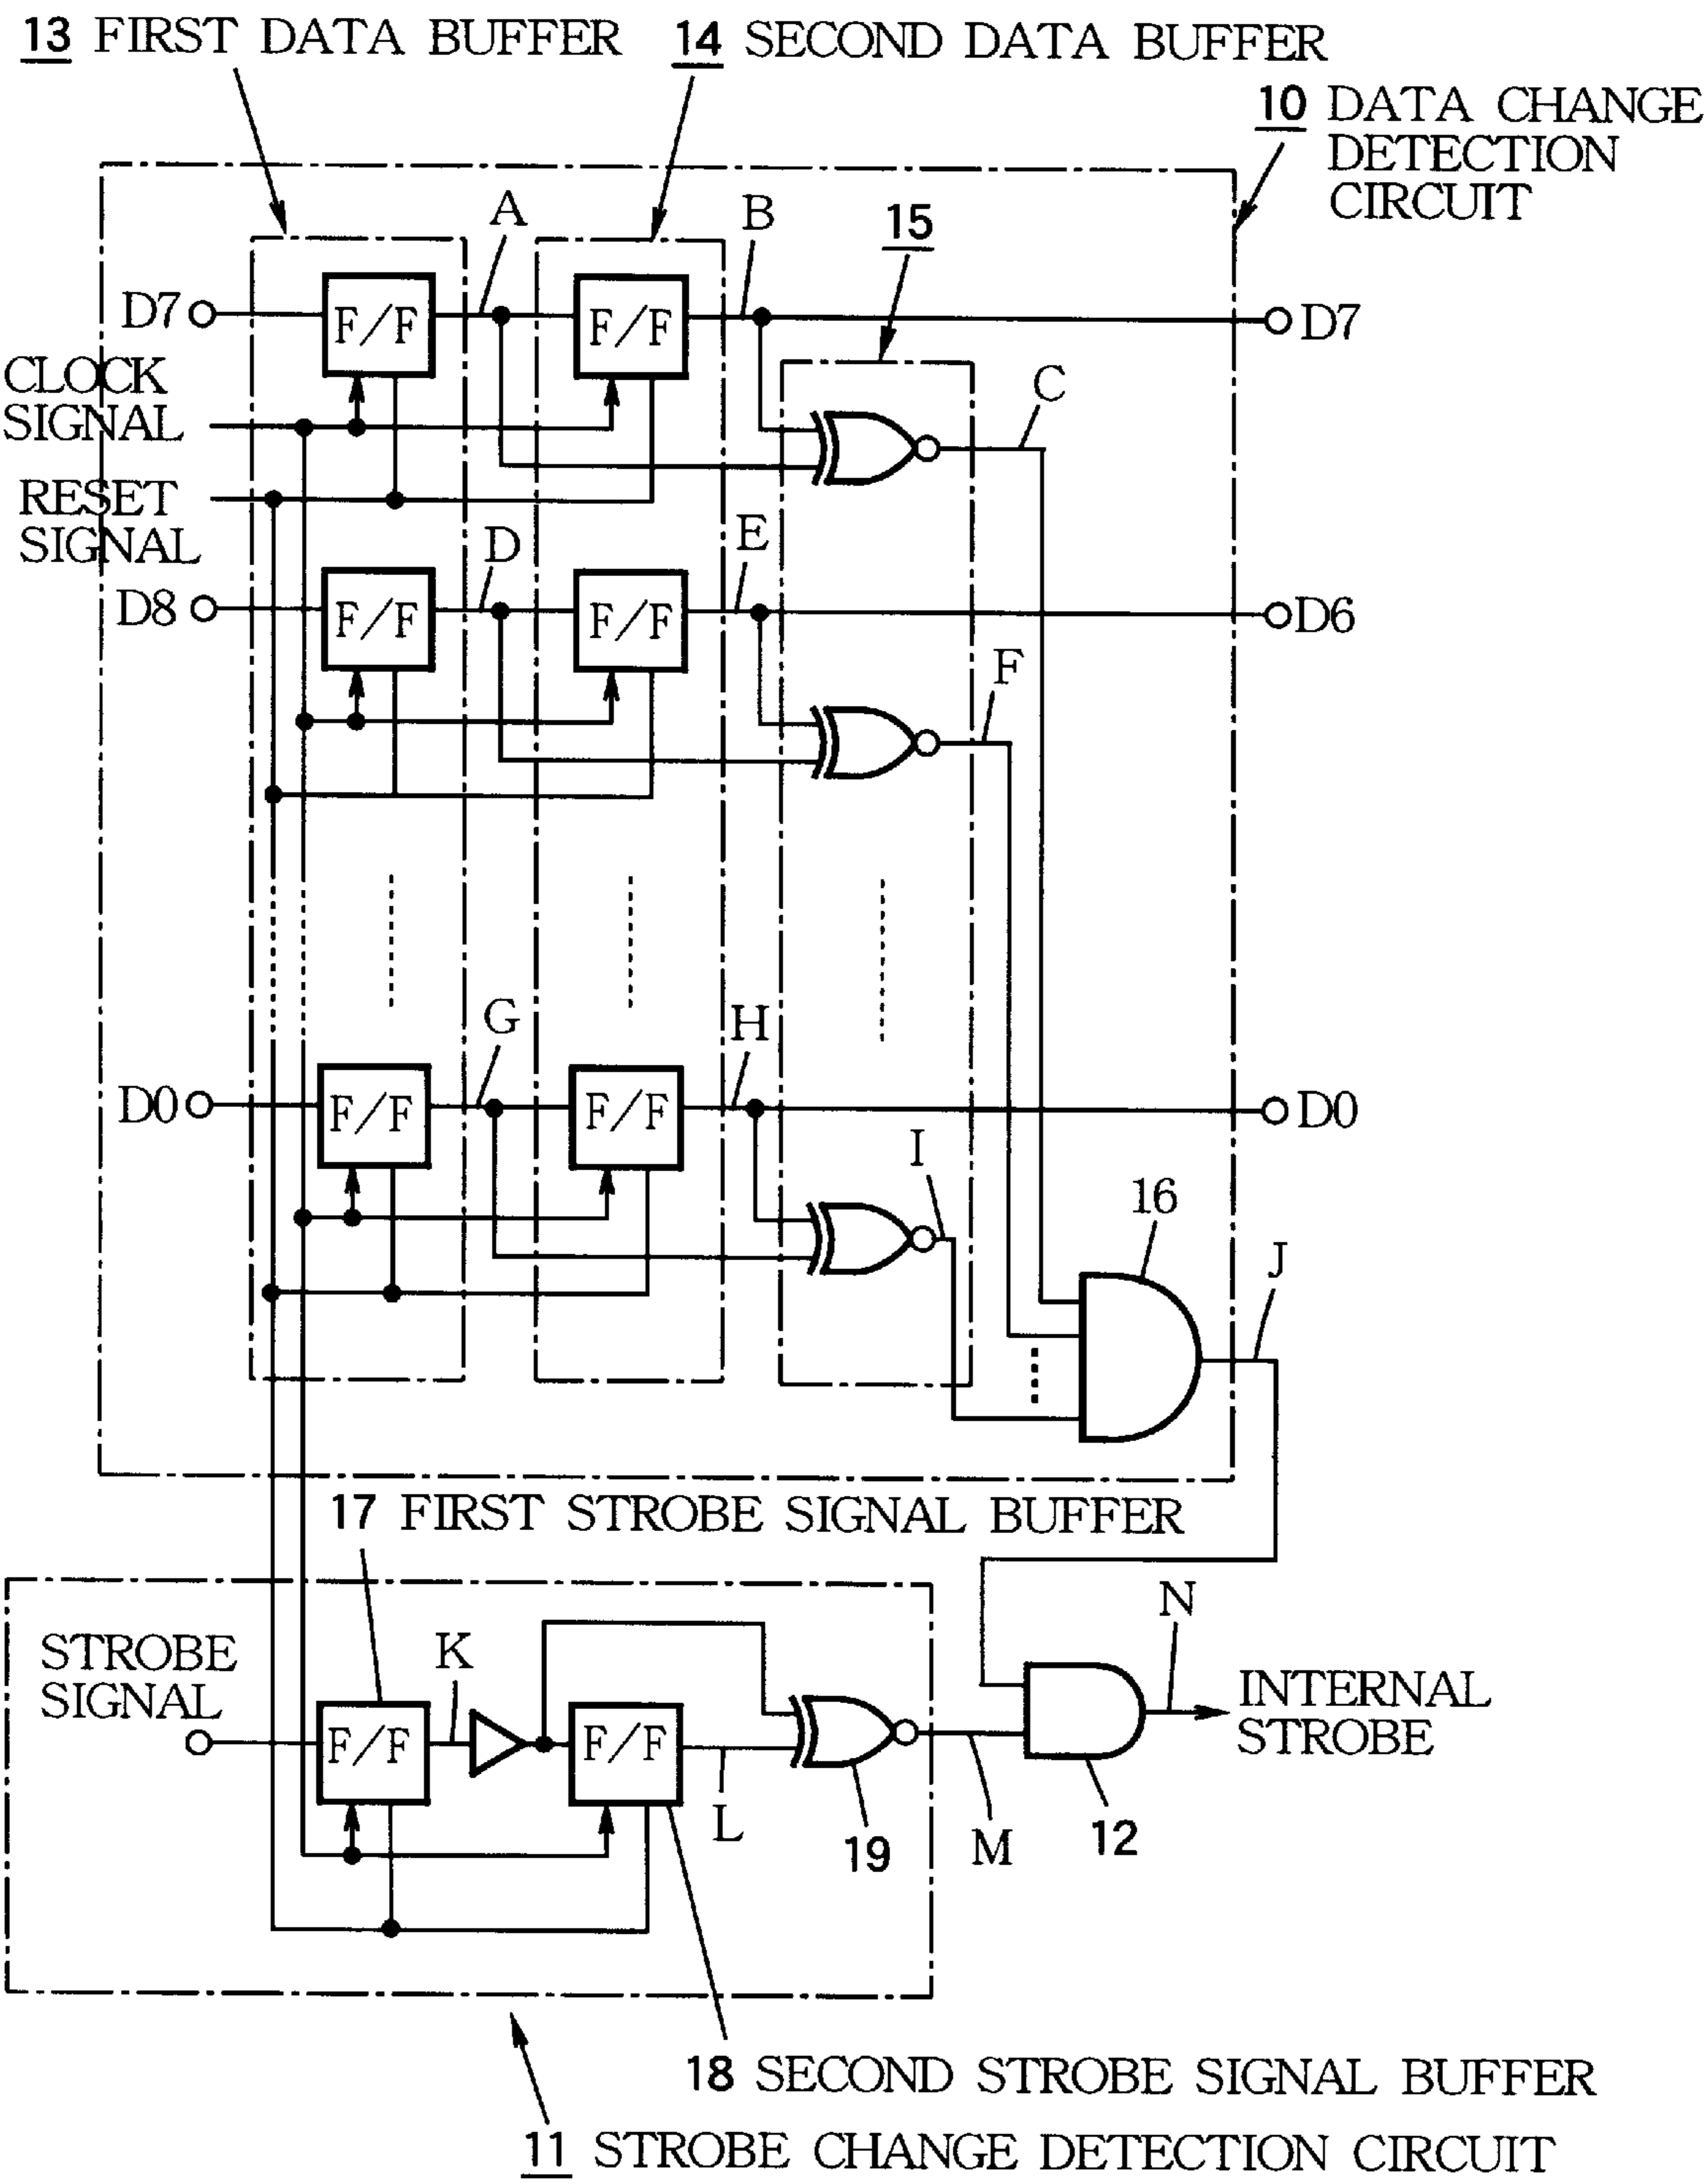 13 FIRST DATA BUFFER
14 SECOND DATA BUFFER
10 DATA CHANGE
DETECTION
CIRCUIT
A
B
15
D7
F/F
F/F
D7
CLOCK
SIGNAL
C
RESET
SIGNAL
D
E
D8
F/F
F/F
D6
F
G
H
D0
F/F
F/F
D0
I
16
J
17 FIRST STROBE SIGNAL BUFFER
STROBE
SIGNAL
K
N
F/F
F/F
INTERNAL
STROBE
L
19
M
12
18 SECOND STROBE SIGNAL BUFFER
11 STROBE CHANGE DETECTION CIRCUIT